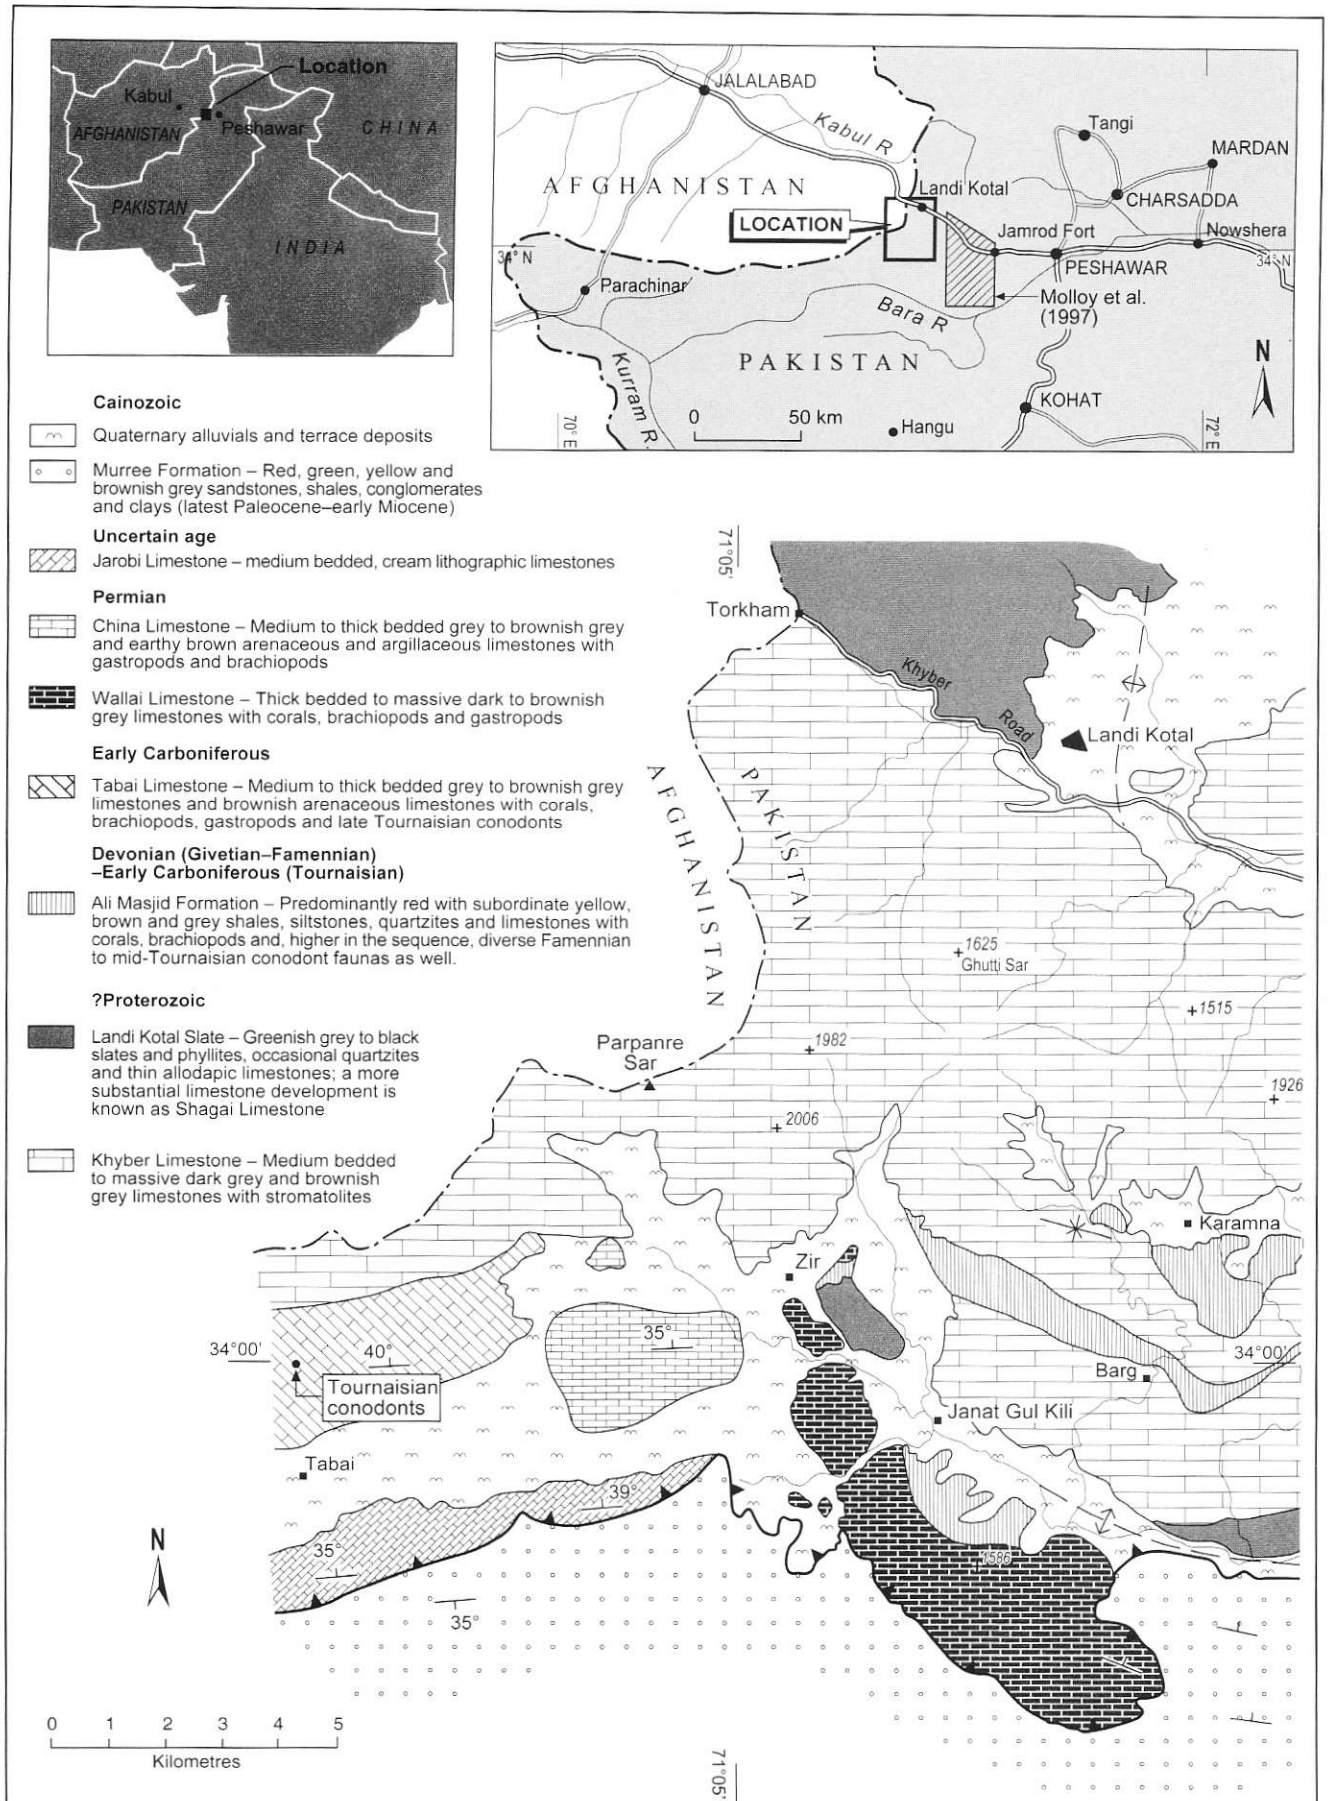 Location
Kabul
AFGHANISTAN
Peshawar
CHINA
PAKISTAN
INDIA
JALALABAD
Kabul R
Tangi
MARDAN
AFGHANISTAN
Landi Kotal
CHARSADDA
LOCATION
Jamrod Fort
Nowshera
34° N
34° N
PESHAWAR
Parachinar
Molloy et al.
(1997)
Bara R
PAKISTAN
N
Kurram R.
0 50 km
KOHAT
Hangu
70° E
72° E
Cainozoic
Quaternary alluvials and terrace deposits
Murree Formation – Red, green, yellow and
brownish grey sandstones, shales, conglomerates
and clays (latest Paleocene–early Miocene)
Uncertain age
Jarobi Limestone – medium bedded, cream lithographic limestones
Permian
China Limestone – Medium to thick bedded grey to brownish grey
and earthy brown arenaceous and argillaceous limestones with
gastropods and brachiopods
Wallai Limestone – Thick bedded to massive dark to brownish
grey limestones with corals, brachiopods and gastropods
Early Carboniferous
Tabai Limestone – Medium to thick bedded grey to brownish grey
limestones and brownish arenaceous limestones with corals,
brachiopods, gastropods and late Tournaisian conodonts
Devonian (Givetian–Famennian)
–Early Carboniferous (Tournaisian)
Ali Masjid Formation – Predominantly red with subordinate yellow,
brown and grey shales, siltstones, quartzites and limestones with
corals, brachiopods and, higher in the sequence, diverse Famennian
to mid-Tournaisian conodont faunas as well.
?Proterozoic
Landi Kotal Slate – Greenish grey to black
slates and phyllites, occasional quartzites
and thin allodapic limestones; a more
substantial limestone development is
known as Shagai Limestone
Khyber Limestone – Medium bedded
to massive dark grey and brownish
grey limestones with stromatolites
71°05'
Torkham
Khyber
Road
Landi Kotal
AFGHANISTAN
PAKISTAN
1625
Ghutti Sar
1515
1982
Parpanre
Sar
1926
2006
Karamna
Zir
34°00'
40°
35°
34°00'
Tournaisian
conodonts
Barg
Janat Gul Kili
Tabai
39°
N
35°
1586
35°
0 1 2 3 4 5
Kilometres
71°05'